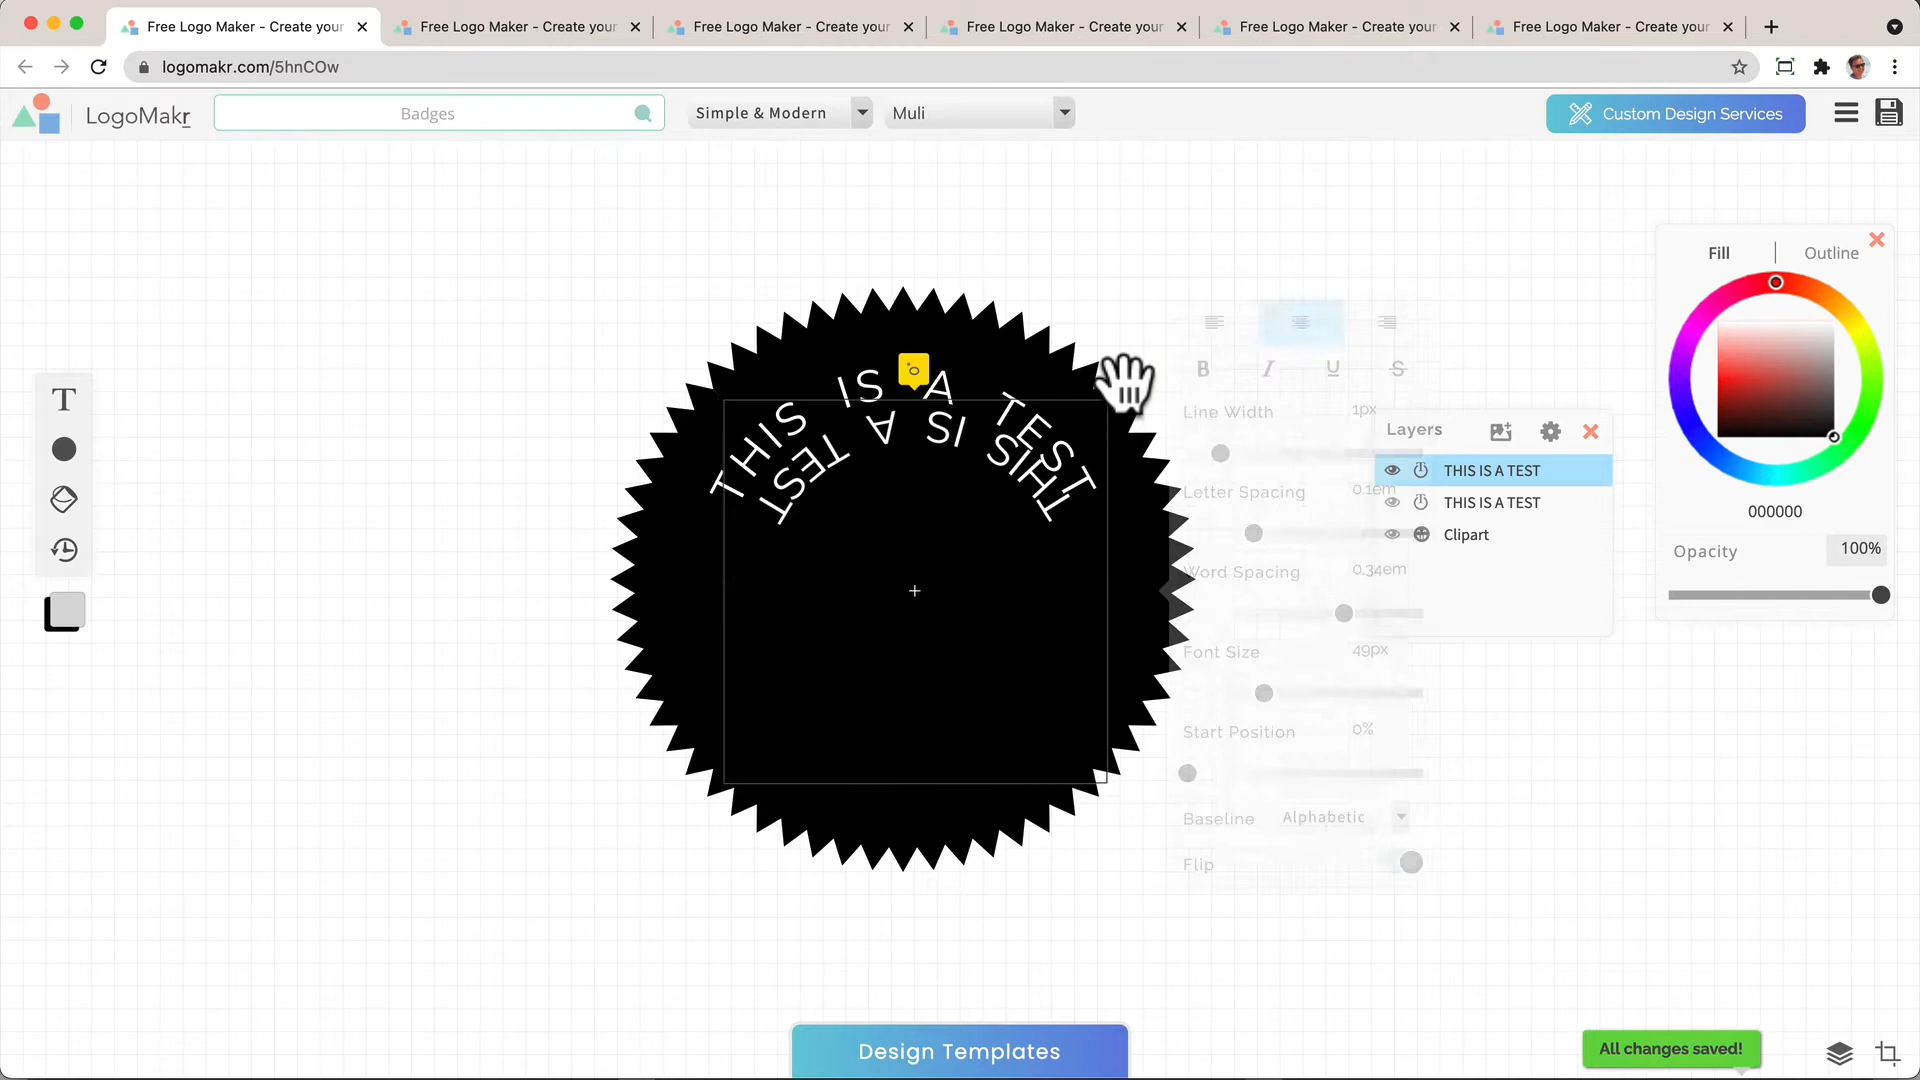 Free Logo Maker - Create your
Free Logo Maker - Create your
Free Logo Maker - Create your
Free Logo Maker - Create your
Free Logo Maker - Create your
Free Logo Maker - Create your
logomakr.com/5hnCOw
LogoMakr
Badges
Simple & Modern
Muli
Custom Design Services
Fill
Outline
000000
Opacity
100%
T
THIS IS A TEST
THIS IS A TEST
B I U S
Line Width
1px
Letter Spacing
0.1em
Word Spacing
0.34em
Font Size
49px
Start Position
0%
Baseline
Alphabetic
Flip
Layers
THIS IS A TEST
THIS IS A TEST
Clipart
Design Templates
All changes saved!